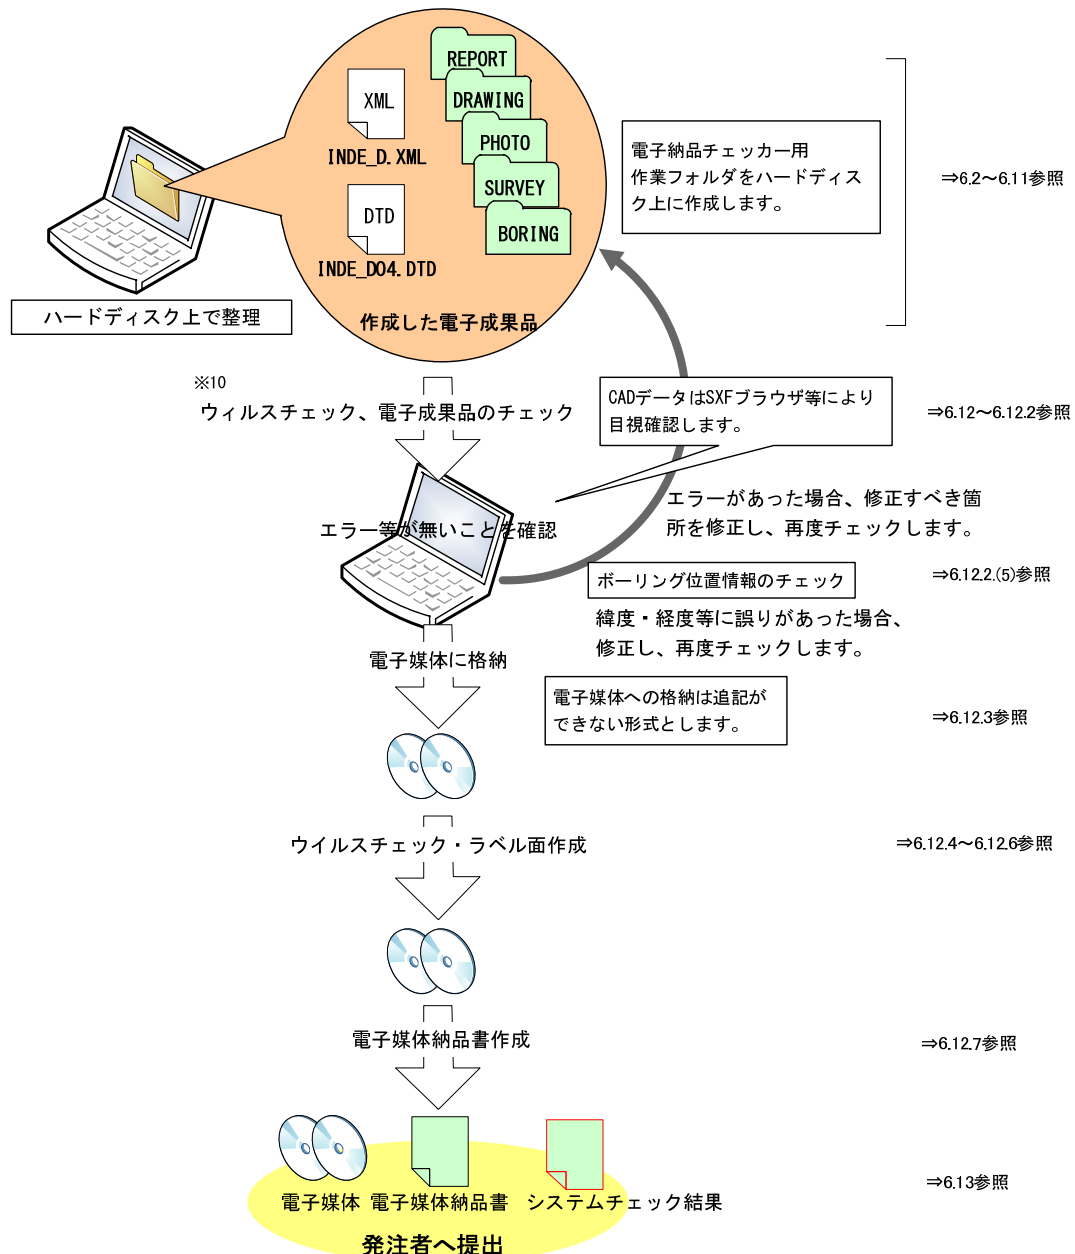 REPORT
XML
DRAWING
INDE_D.XML
PHOTO
DTD
SURVEY
BORING
INDE_D04.DTD
作成した電子成果品
ハードディスク上で整理
電子納品チェッカー用
作業フォルダをハードディス
ク上に作成します。
⇒6.2～6.11参照
※10
ウィルスチェック、電子成果品のチェック
CADデータはSXFブラウザ等により
目視確認します。
⇒6.12～6.12.2参照
エラー等が無いことを確認
エラーがあった場合、修正すべき箇
所を修正し、再度チェックします。
ボーリング位置情報のチェック
⇒6.12.2.(5)参照
緯度・経度等に誤りがあった場合、
修正し、再度チェックします。
電子媒体に格納
電子媒体への格納は追記が
できない形式とします。
⇒6.12.3参照
ウイルスチェック・ラベル面作成
⇒6.12.4～6.12.6参照
電子媒体納品書作成
⇒6.12.7参照
電子媒体
電子媒体納品書
システムチェック結果
⇒6.13参照
発注者へ提出